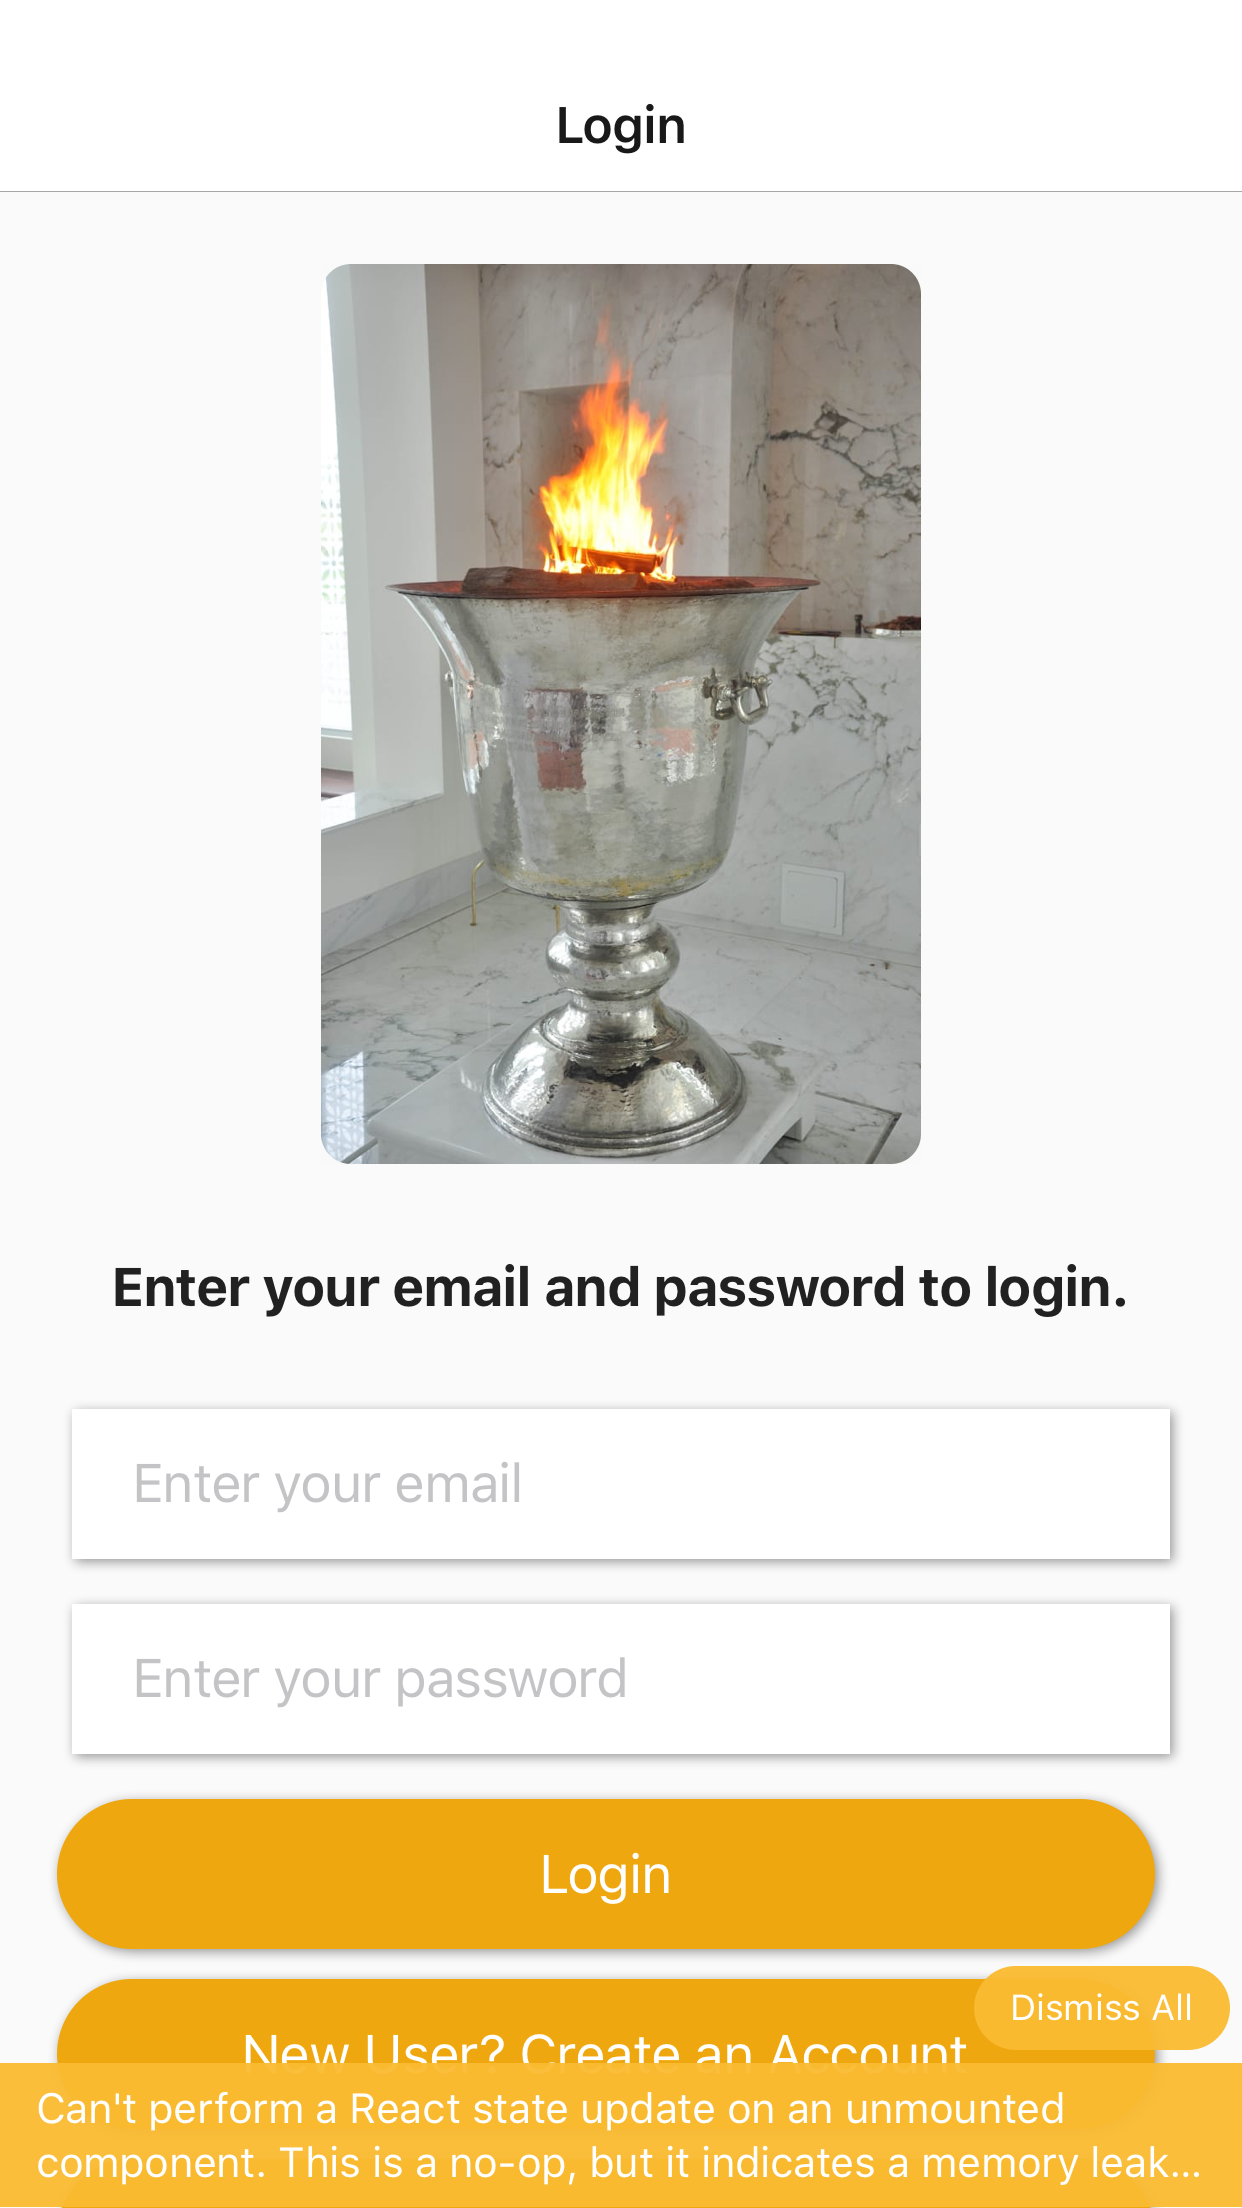 Login
Enter your email and password to login.
Enter your email
Enter your password
Login
Dismiss All
New User? Create an Account
Can't perform a React state update on an unmounted
component. This is a no-op, but it indicates a memory leak...